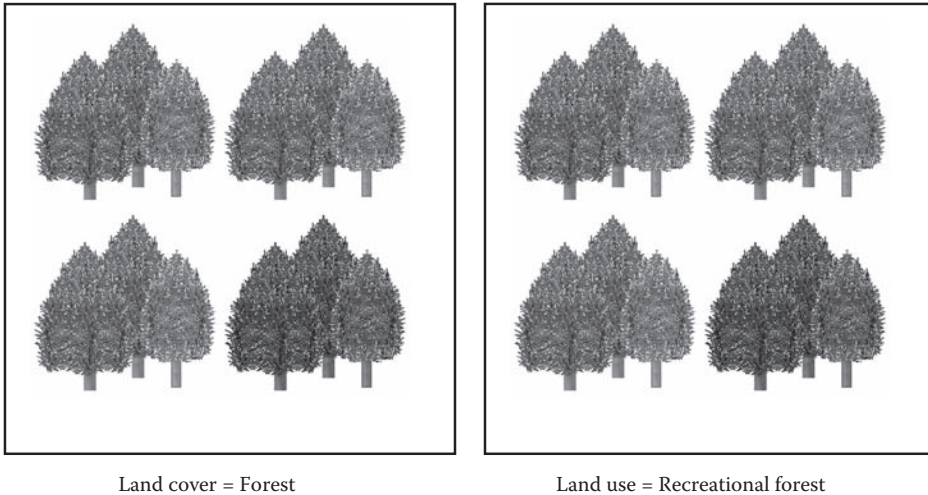 Land cover = Forest
Land use = Recreational forest